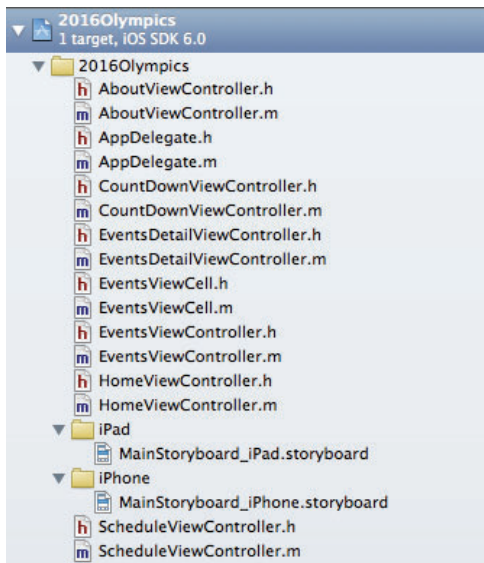 2016Olympics
1 target, iOS SDK 6.0
2016Olympics
h AboutViewController.h
m AboutViewController.m
h AppDelegate.h
m AppDelegate.m
h CountDownViewController.h
m CountDownViewController.m
h EventsDetailViewController.h
m EventsDetailViewController.m
h EventsViewCell.h
m EventsViewCell.m
h EventsViewController.h
m EventsViewController.m
h HomeViewController.h
m HomeViewController.m
iPad
MainStoryboard_iPad.storyboard
iPhone
MainStoryboard_iPhone.storyboard
h ScheduleViewController.h
m ScheduleViewController.m